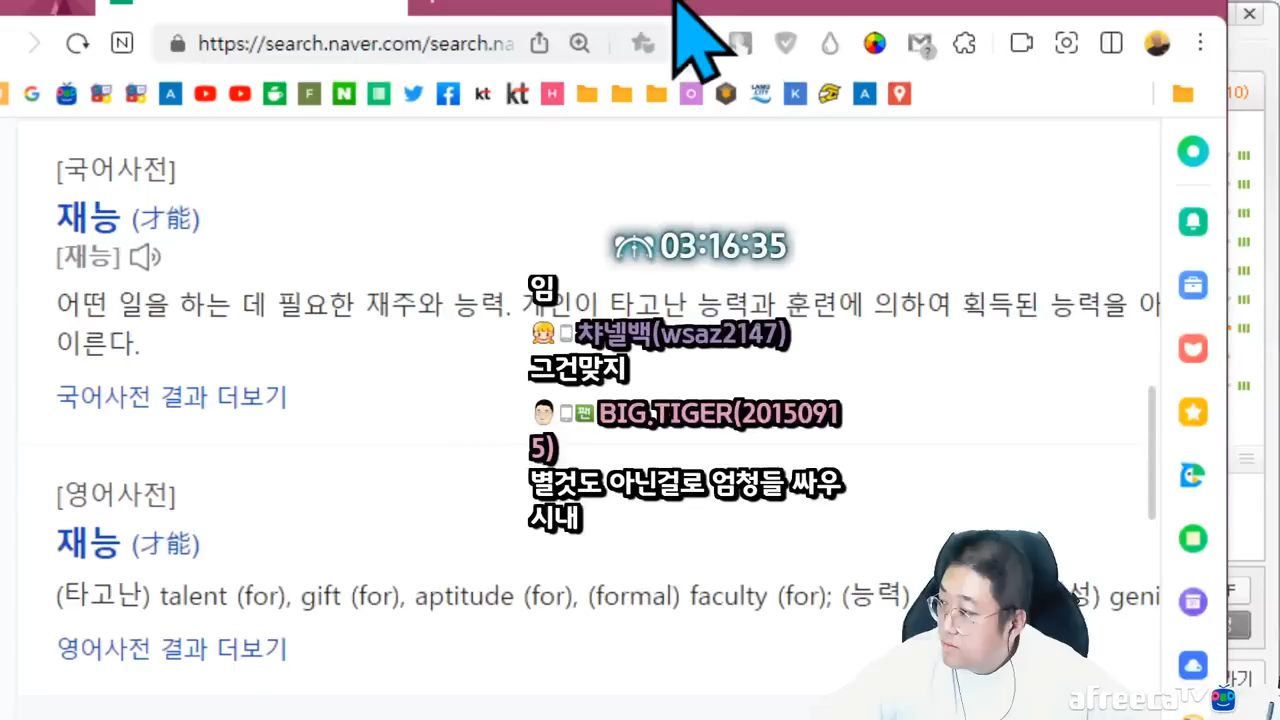 https://search.naver.com/search.na
[국어사전]
재능 (才能)
[재능]
어떤 일을 하는 데 필요한 재주와 능력. 개인이 타고난 능력과 훈련에 의하여 획득된 능력을 아
이른다.
국어사전 결과 더보기
[영어사전]
재능 (才能)
(타고난) talent (for), gift (for), aptitude (for), (formal) faculty (for); (능력) 성) geni
영어사전 결과 더보기
03:16:35
임
챠넬백(wsaz2147)
그건맞지
팬 BIG.TIGER(2015091
5)
별것도 아닌걸로 엄청들 싸우
시내
afreecaTV